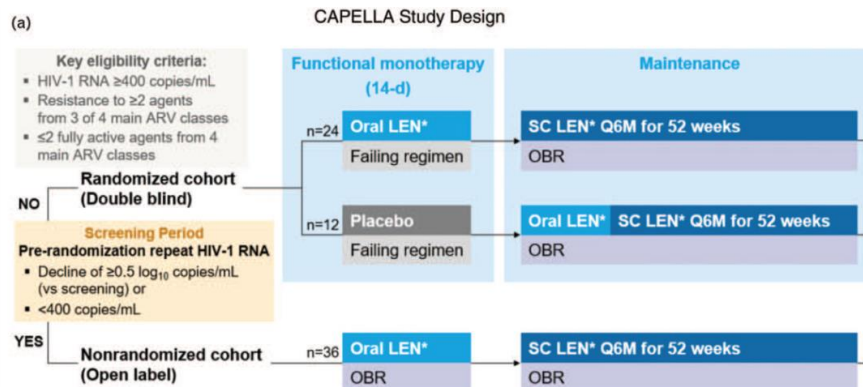 (a)
CAPELLA Study Design
Key eligibility criteria:
▪ HIV-1 RNA ≥400 copies/mL
▪ Resistance to ≥2 agents
from 3 of 4 main ARV classes
▪ ≤2 fully active agents from 4
main ARV classes
Functional monotherapy
(14-d)
Maintenance
n=24
Oral LEN*
Failing regimen
SC LEN* Q6M for 52 weeks
OBR
NO
Randomized cohort
(Double blind)
n=12
Placebo
Failing regimen
Oral LEN*
SC LEN* Q6M for 52 weeks
OBR
Screening Period
Pre-randomization repeat HIV-1 RNA
▪ Decline of ≥0.5 log₁₀ copies/mL
(vs screening) or
▪ <400 copies/mL
YES
Nonrandomized cohort
(Open label)
n=36
Oral LEN*
OBR
SC LEN* Q6M for 52 weeks
OBR